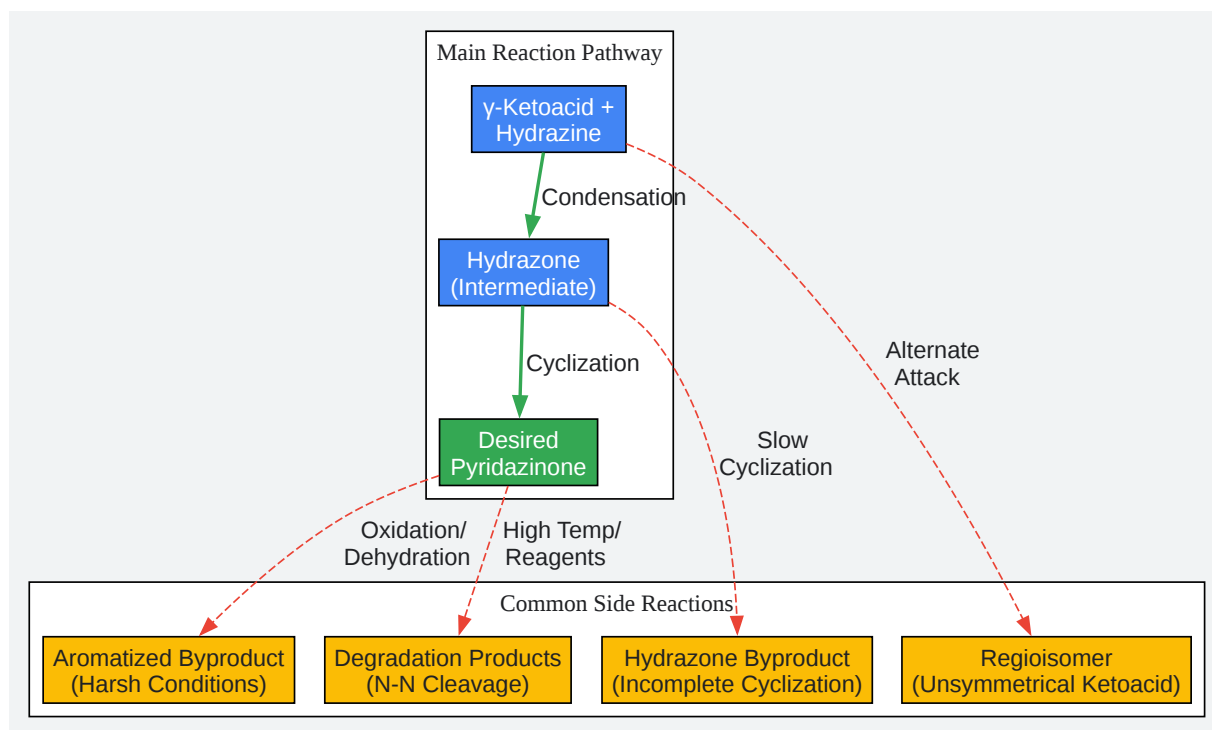 Main Reaction Pathway
γ-Ketoacid +
Hydrazine
Condensation
Hydrazone
(Intermediate)
Cyclization
Alternate
Attack
Desired
Pyridazinone
Slow
Cyclization
Oxidation/
Dehydration
High Temp/
Reagents
Common Side Reactions
Aromatized Byproduct
(Harsh Conditions)
Degradation Products
(N-N Cleavage)
Hydrazone Byproduct
(Incomplete Cyclization)
Regioisomer
(Unsymmetrical Ketoacid)